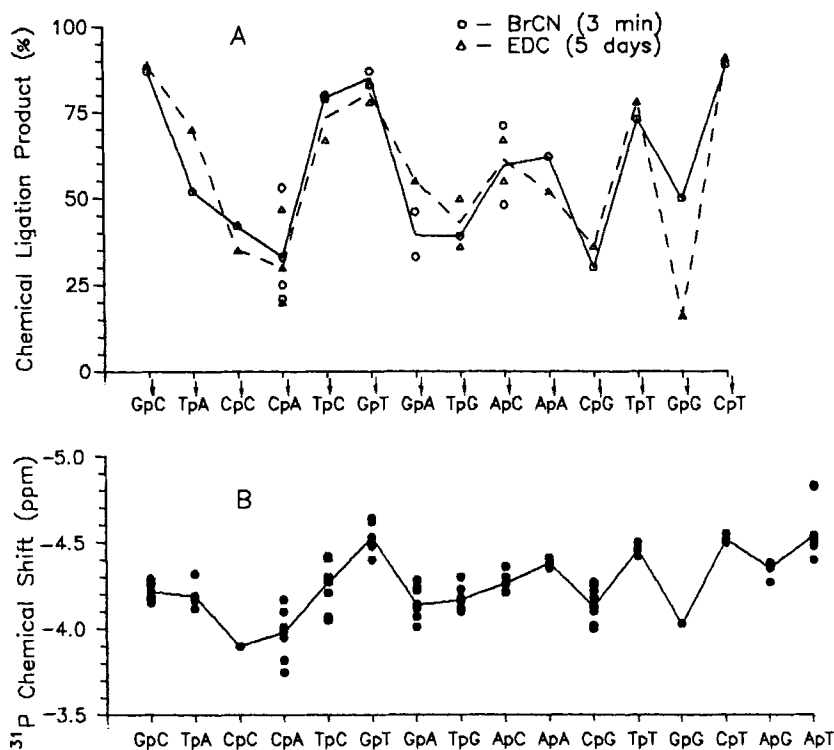 A
○ – BrCN (3 min)
△ – EDC (5 days)
Chemical Ligation Product (%)
100
75
50
25
0
GpC TpA CpC CpA TpC GpT GpA TpG ApC ApA CpG TpT GpG CpT
B
31P Chemical Shift (ppm)
-5.0
-4.5
-4.0
-3.5
GpC TpA CpC CpA TpC GpT GpA TpG ApC ApA CpG TpT GpG CpT ApG ApT